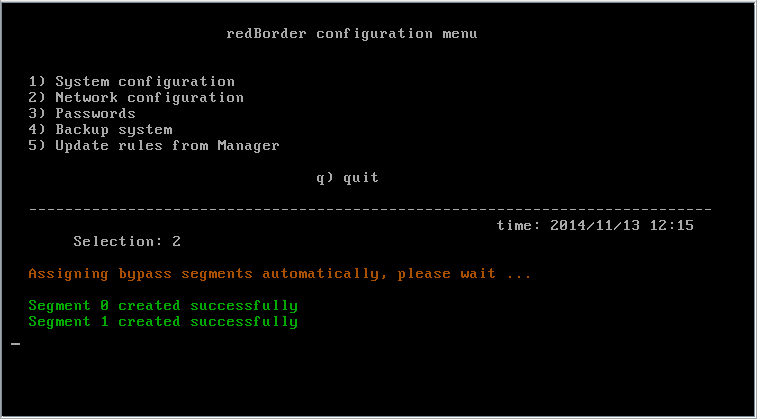 redBorder configuration menu
1) System configuration
2) Network configuration
3) Passwords
4) Backup system
5) Update rules from Manager
q) quit
----------------------------------------------------------------------------
time: 2014/11/13 12:15
Selection: 2
Assigning bypass segments automatically, please wait ...
Segment 0 created successfully
Segment 1 created successfully
_